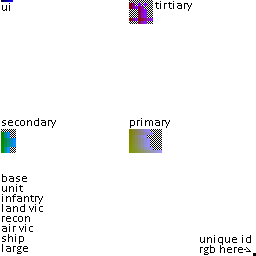 ui
tirtiary
secondary
primary
base
unit
infantry
land vic
recon
air vic
ship
large
unique id
rgb here